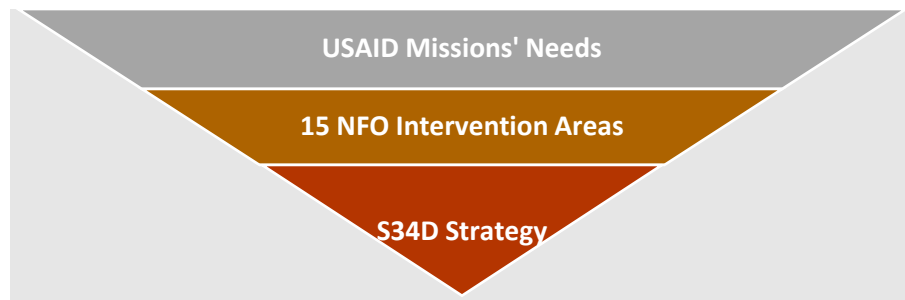 USAID Missions' Needs
15 NFO Intervention Areas
S34D Strategy